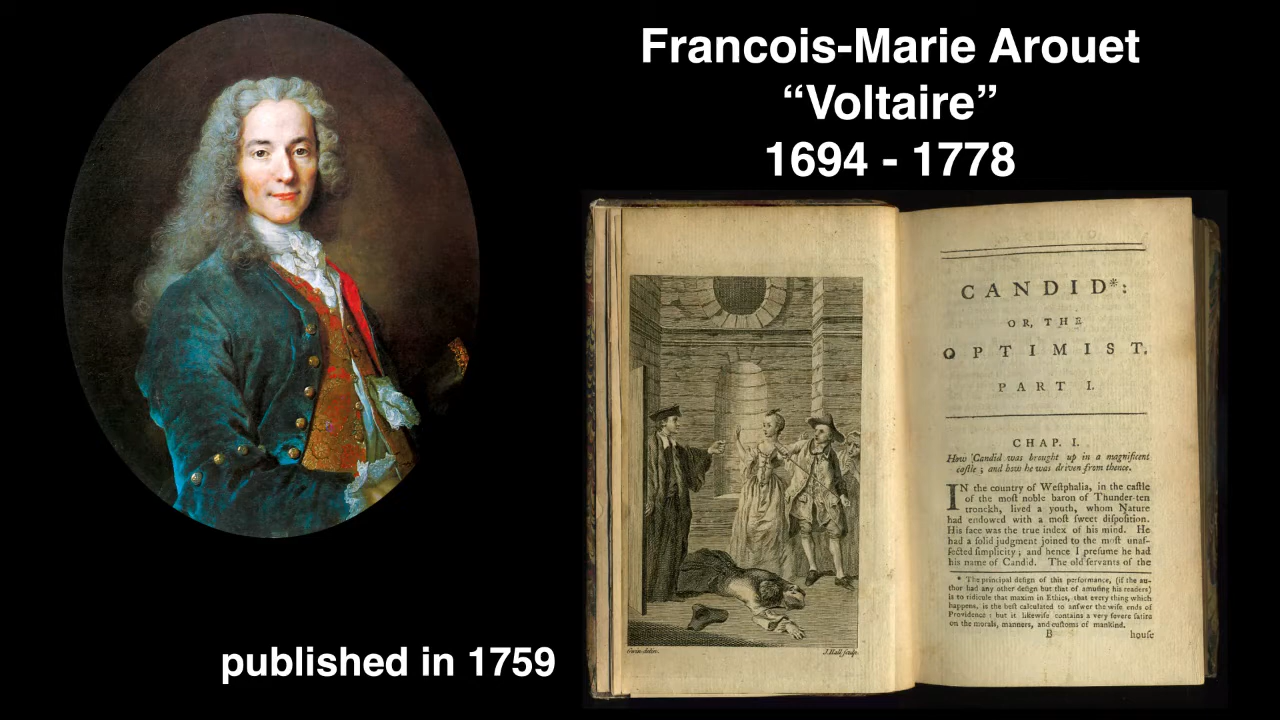 Francois-Marie Arouet
“Voltaire”
1694 - 1778
CANDID*:
OR, THE
OPTIMIST.
PART I.
CHAP. I.
How Candid was brought up in a magnificent
caſtle ; and how he was driven from thence.
IN the country of Weſtphalia, in the caſtle
of the moſt noble baron of Thunder-ten
tronckh, lived a youth, whom Nature
had endowed with a moſt ſweet diſpoſition.
His face was the true index of his mind. He
had a ſolid judgment joined to the moſt unaf-
fected ſimplicity ; and hence I preſume he had
his name of Candid. The old ſervants of the
* The principal deſign of this performance, (if the au-
thor had any other deſign but that of amuſing his readers)
is to ridicule that maxim in Ethics, that every thing which
happens, is the beſt calculated to anſwer the wiſe ends of
Providence : but it likewiſe contains a very ſevere ſatire
on the morals, manners, and cuſtoms of mankind.
B houſe
J. Hall ſculp.
published in 1759